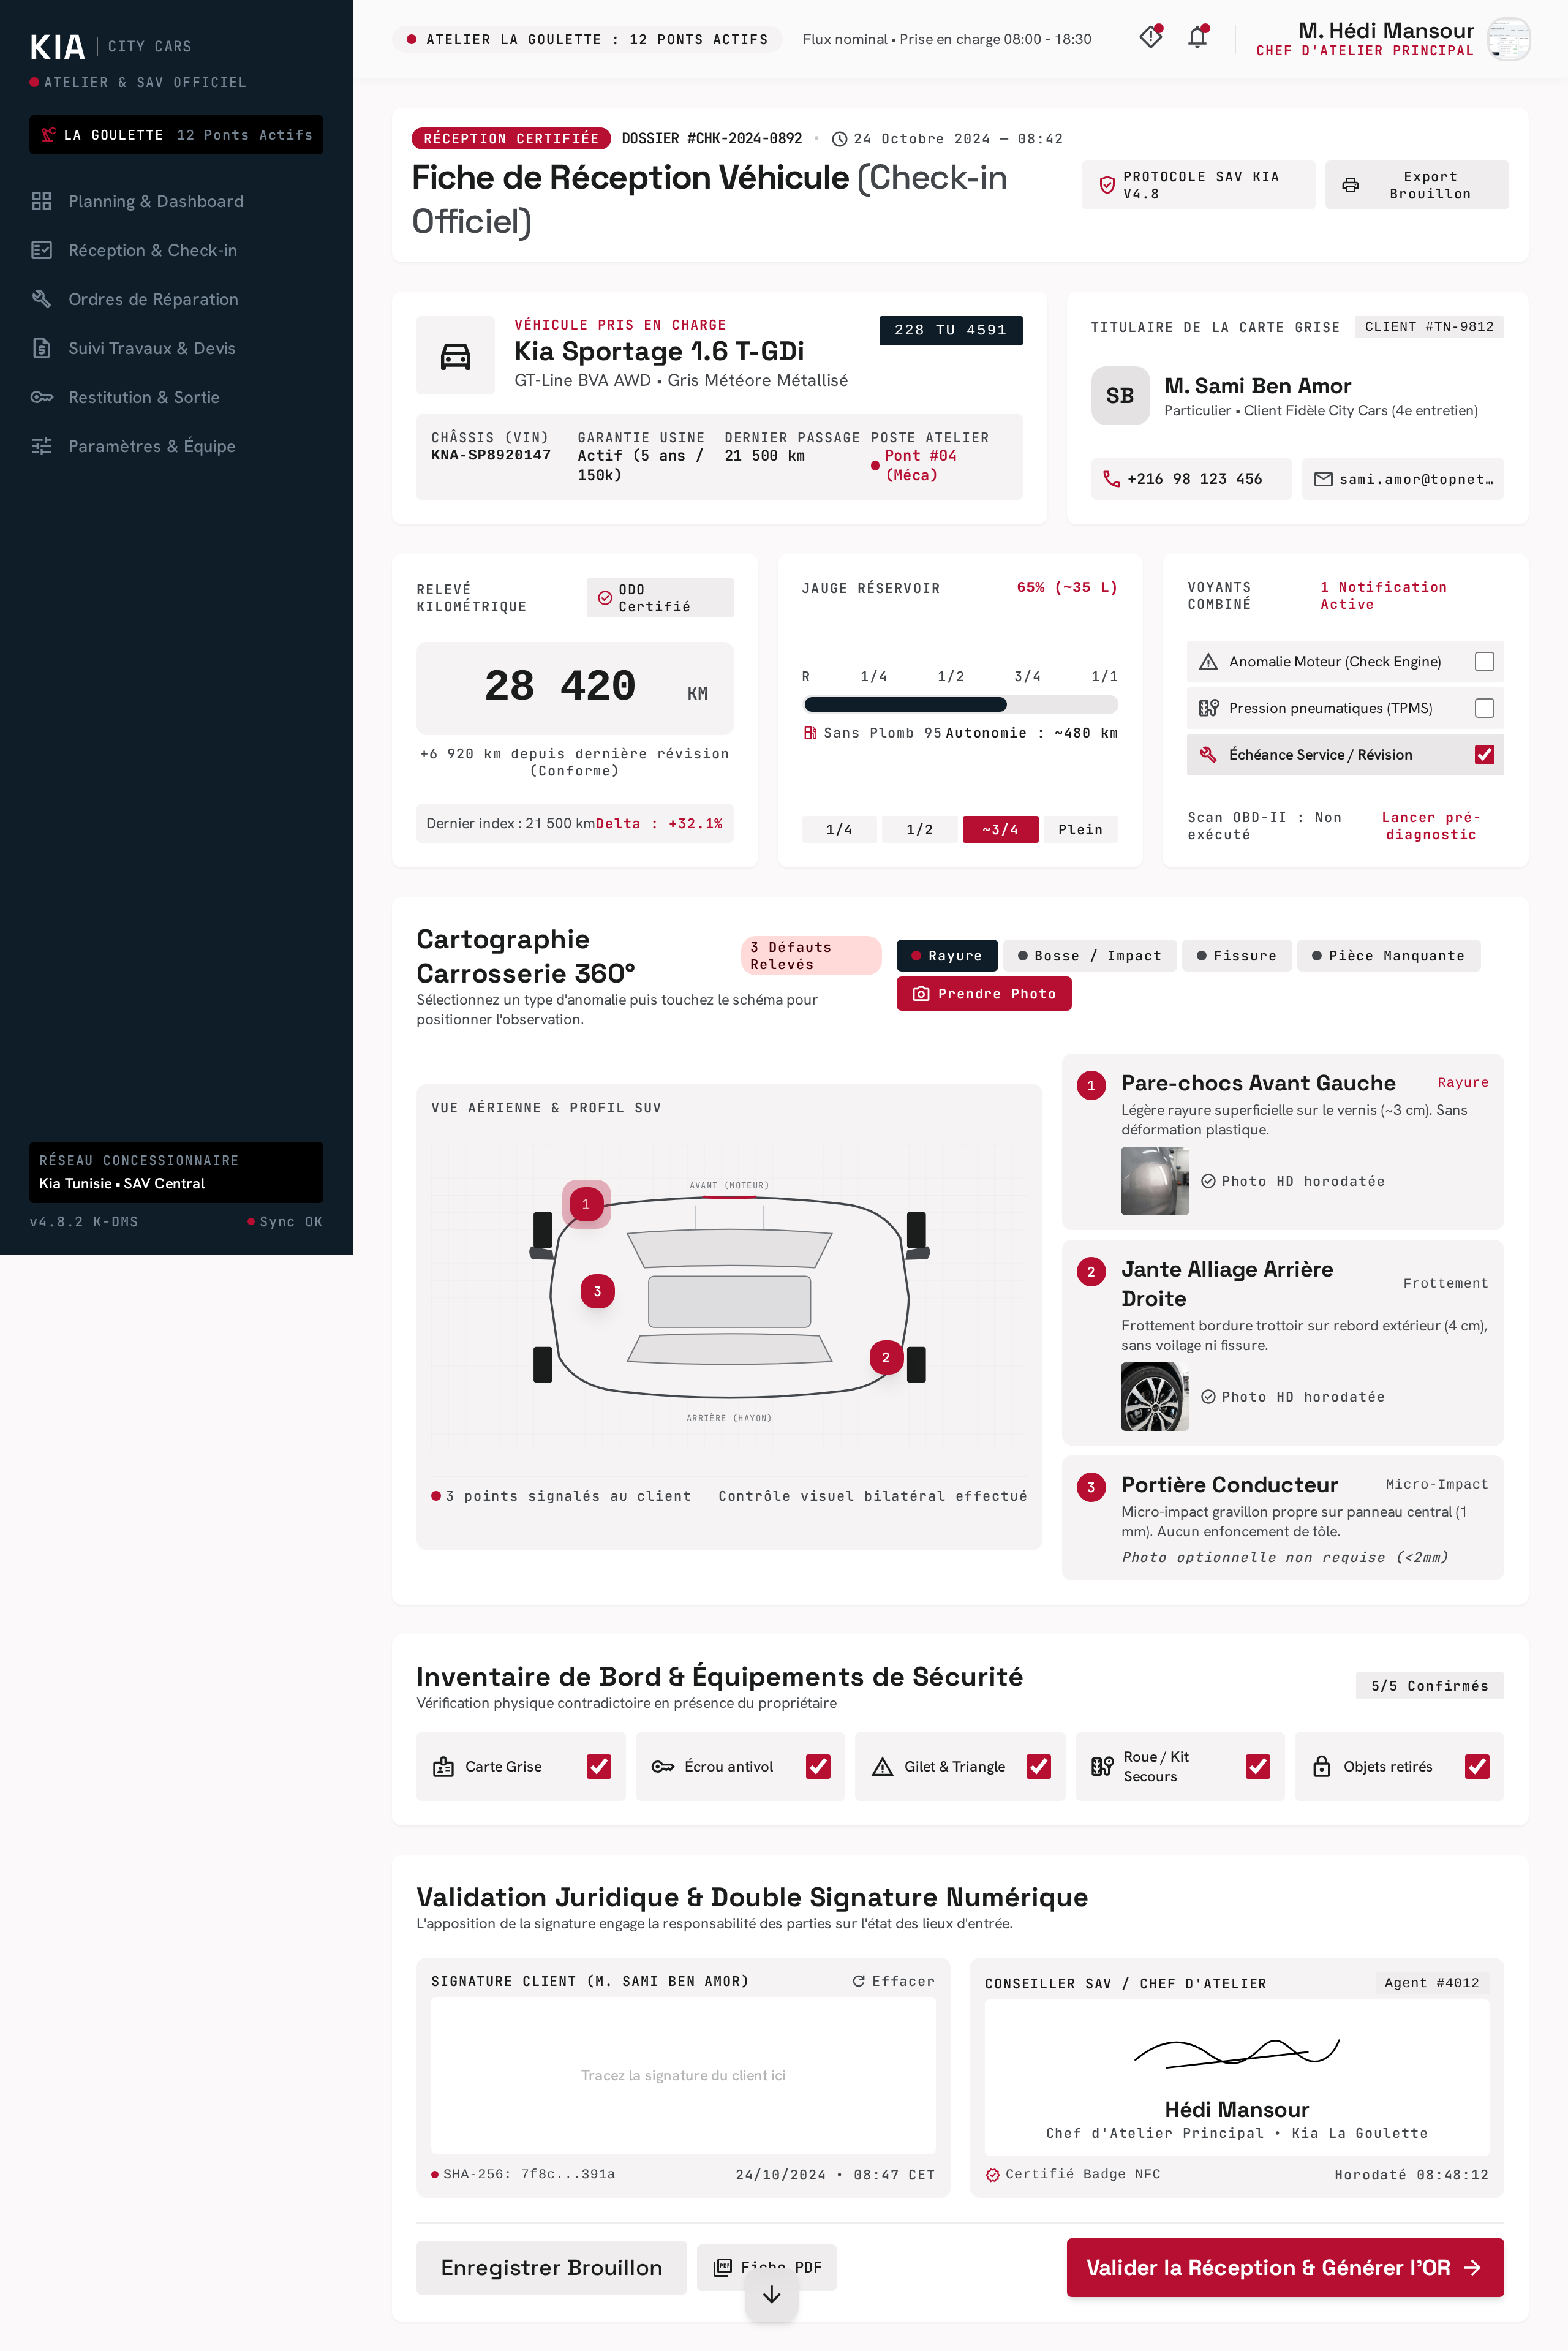 KIA CITY CARS
ATELIER & SAV OFFICIEL
LA GOULETTE 12 Ponts Actifs
Planning & Dashboard
Réception & Check-in
Ordres de Réparation
Suivi Travaux & Devis
Restitution & Sortie
Paramètres & Équipe
RÉSEAU CONCESSIONNAIRE
Kia Tunisie • SAV Central
v4.8.2 K-DMS Sync OK
ATELIER LA GOULETTE : 12 PONTS ACTIFS
Flux nominal • Prise en charge 08:00 - 18:30
M. Hédi Mansour
CHEF D'ATELIER PRINCIPAL
RÉCEPTION CERTIFIÉE DOSSIER #CHK-2024-0892 • 24 Octobre 2024 — 08:42
Fiche de Réception Véhicule (Check-in
Officiel)
PROTOCOLE SAV KIA
V4.8
Export
Brouillon
VÉHICULE PRIS EN CHARGE
Kia Sportage 1.6 T-GDi
GT-Line BVA AWD • Gris Météore Métallisé
228 TU 4591
CHÂSSIS (VIN)
KNA-SP8920147
GARANTIE USINE
Actif (5 ans /
150k)
DERNIER PASSAGE
21 500 km
POSTE ATELIER
Pont #04
(Méca)
TITULAIRE DE LA CARTE GRISE CLIENT #TN-9812
SB
M. Sami Ben Amor
Particulier • Client Fidèle City Cars (4e entretien)
+216 98 123 456
sami.amor@topnet…
RELEVÉ
KILOMÉTRIQUE
ODO
Certifié
28 420 KM
+6 920 km depuis dernière révision
(Conforme)
Dernier index : 21 500 km Delta : +32.1%
JAUGE RÉSERVOIR 65% (~35 L)
R 1/4 1/2 3/4 1/1
Sans Plomb 95 Autonomie : ~480 km
1/4 1/2 ~3/4 Plein
VOYANTS
COMBINÉ
1 Notification
Active
Anomalie Moteur (Check Engine)
Pression pneumatiques (TPMS)
Échéance Service / Révision
Scan OBD-II : Non
exécuté
Lancer pré-
diagnostic
Cartographie
Carrosserie 360°
3 Défauts
Relevés
Sélectionnez un type d'anomalie puis touchez le schéma pour
positionner l'observation.
Rayure Bosse / Impact Fissure Pièce Manquante
Prendre Photo
VUE AÉRIENNE & PROFIL SUV
AVANT (MOTEUR)
1
3
2
ARRIÈRE (HAYON)
3 points signalés au client Contrôle visuel bilatéral effectué
1 Pare-chocs Avant Gauche Rayure
Légère rayure superficielle sur le vernis (~3 cm). Sans
déformation plastique.
Photo HD horodatée
2 Jante Alliage Arrière
Droite
Frottement
Frottement bordure trottoir sur rebord extérieur (4 cm),
sans voilage ni fissure.
Photo HD horodatée
3 Portière Conducteur Micro-Impact
Micro-impact gravillon propre sur panneau central (1
mm). Aucun enfoncement de tôle.
Photo optionnelle non requise (<2mm)
Inventaire de Bord & Équipements de Sécurité
Vérification physique contradictoire en présence du propriétaire
5/5 Confirmés
Carte Grise
Écrou antivol
Gilet & Triangle
Roue / Kit
Secours
Objets retirés
Validation Juridique & Double Signature Numérique
L'apposition de la signature engage la responsabilité des parties sur l'état des lieux d'entrée.
SIGNATURE CLIENT (M. SAMI BEN AMOR) Effacer
Tracez la signature du client ici
SHA-256: 7f8c...391a 24/10/2024 • 08:47 CET
CONSEILLER SAV / CHEF D'ATELIER Agent #4012
Hédi Mansour
Chef d'Atelier Principal • Kia La Goulette
Certifié Badge NFC Horodaté 08:48:12
Enregistrer Brouillon
Fiche PDF
Valider la Réception & Générer l'OR